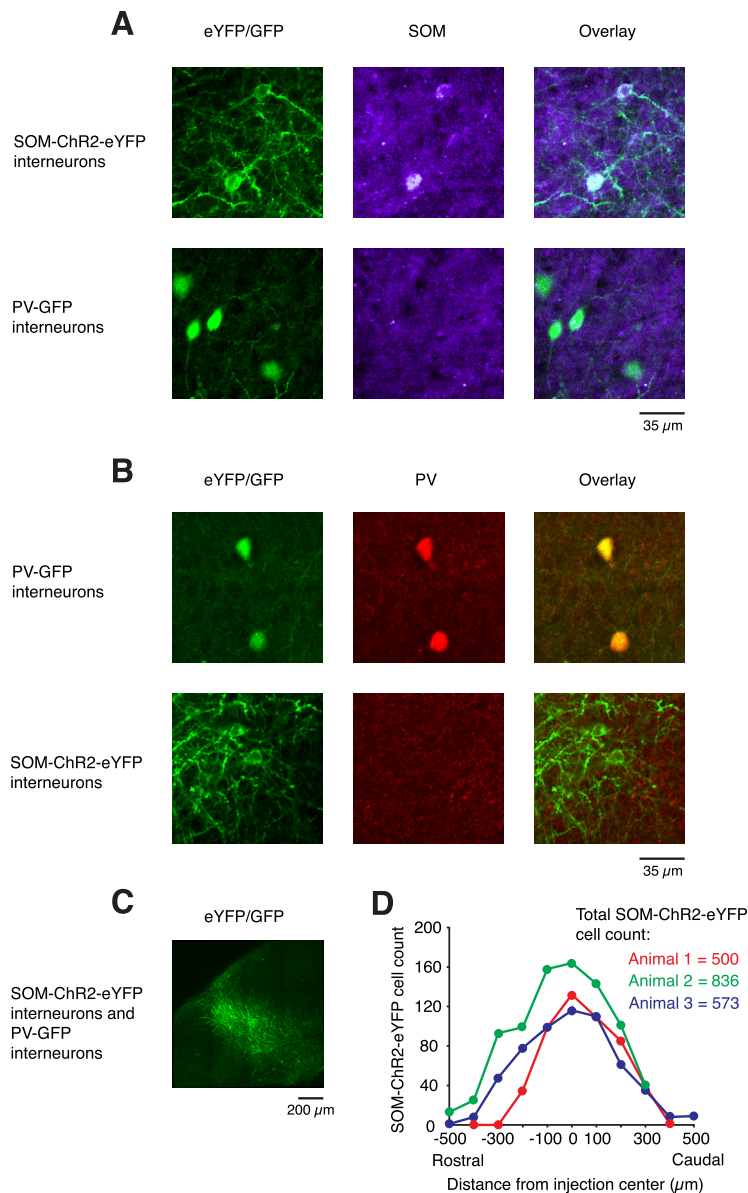 A
eYFP/GFP
SOM
Overlay
SOM-ChR2-eYFP
interneurons
PV-GFP
interneurons
35 µm
B
eYFP/GFP
PV
Overlay
PV-GFP
interneurons
SOM-ChR2-eYFP
interneurons
35 µm
C
eYFP/GFP
SOM-ChR2-eYFP
interneurons and
PV-GFP
interneurons
200 µm
D
Total SOM-ChR2-eYFP
cell count:
Animal 1 = 500
Animal 2 = 836
Animal 3 = 573
SOM-ChR2-eYFP cell count
200
160
120
80
40
0
-500 -300 -100 0 100 300 500
Rostral Caudal
Distance from injection center (µm)